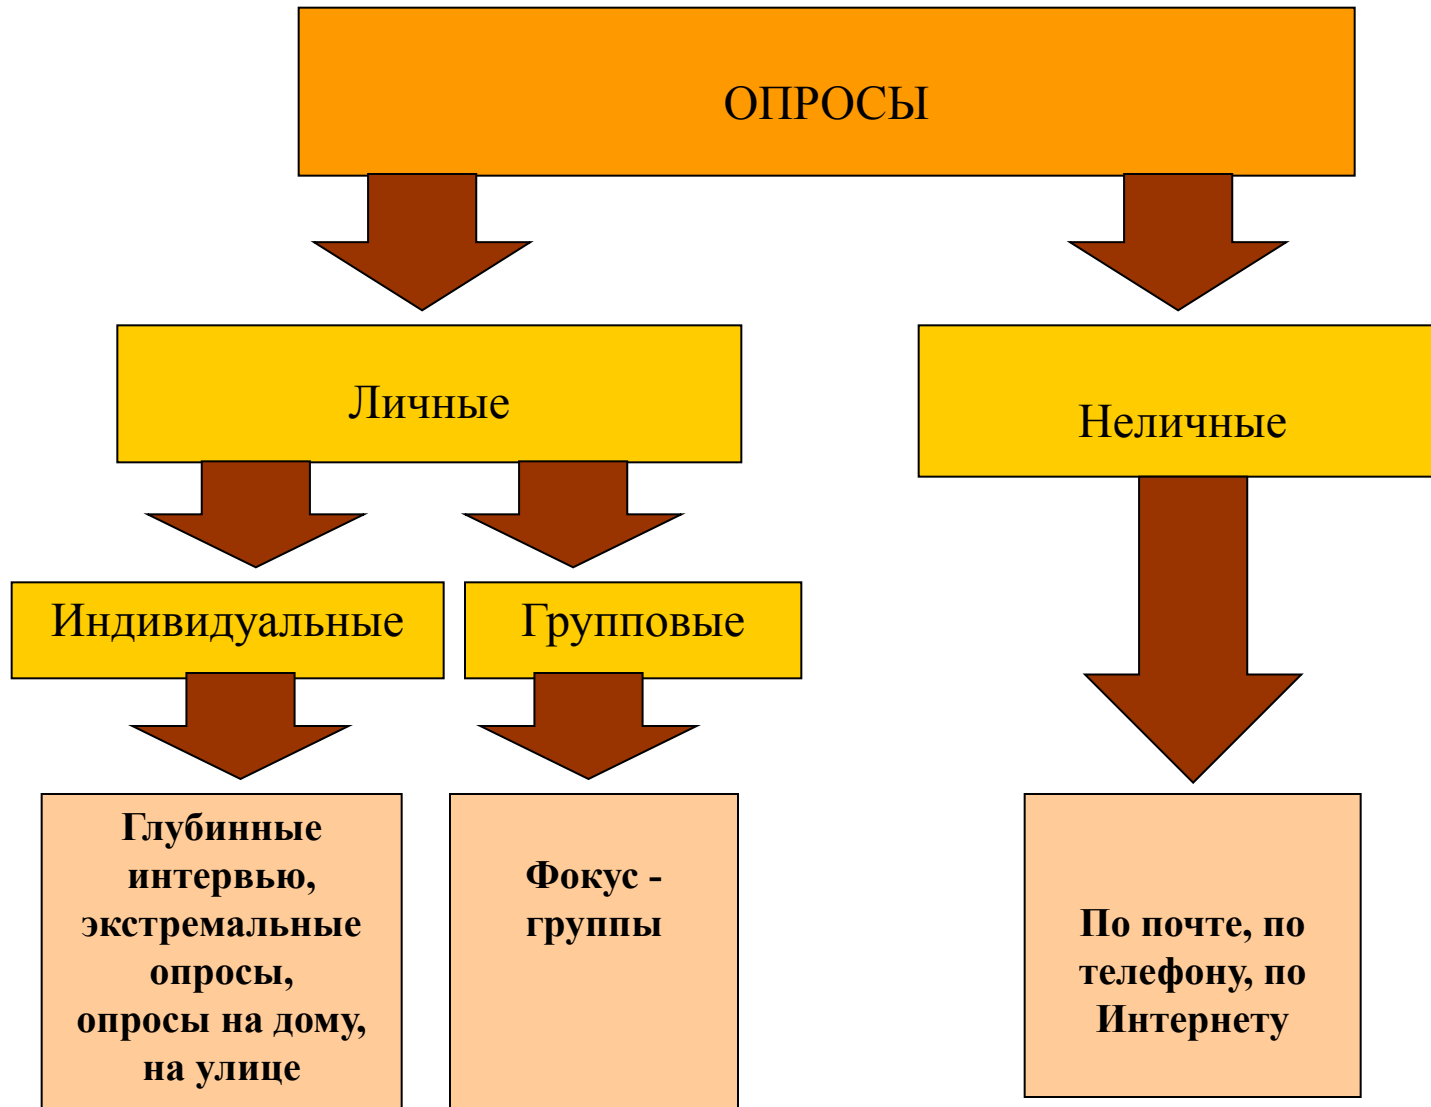 ОПРОСЫ
Личные
Неличные
Индивидуальные
Групповые
Глубинные
интервью,
экстремальные
опросы,
опросы на дому,
на улице
Фокус -
группы
По почте, по
телефону, по
Интернету